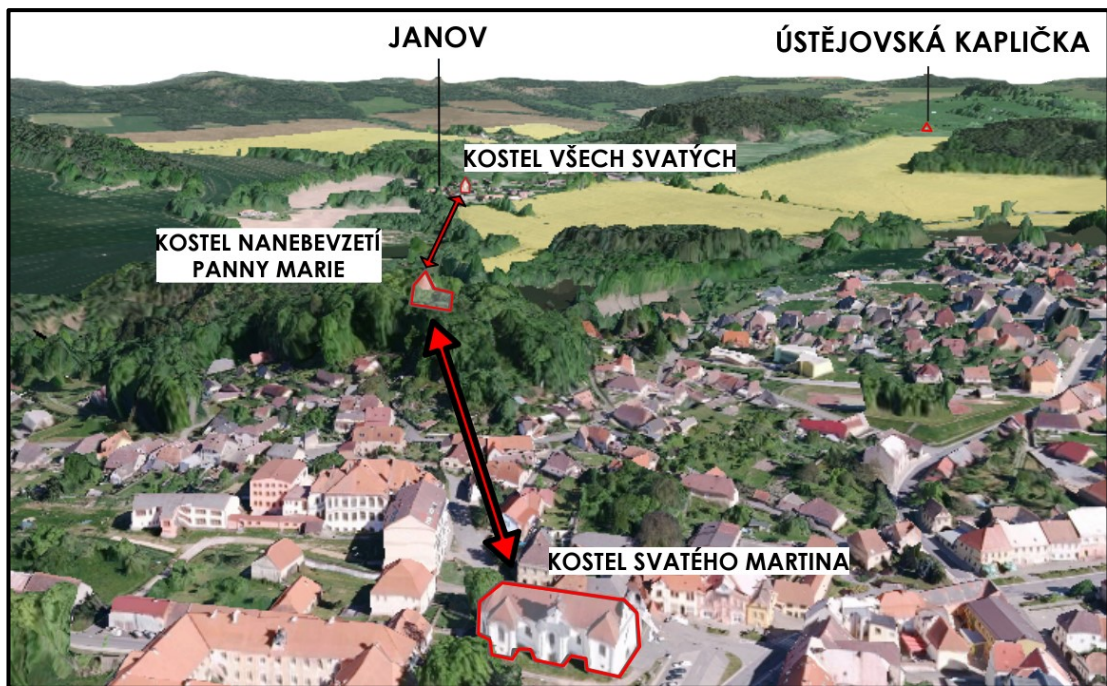 JANOV
ÚSTĚJOVSKÁ KAPLIČKA
KOSTEL VŠECH SVATÝCH
KOSTEL NANEBEVZETÍ
PANNY MARIE
KOSTEL SVATÉHO MARTINA